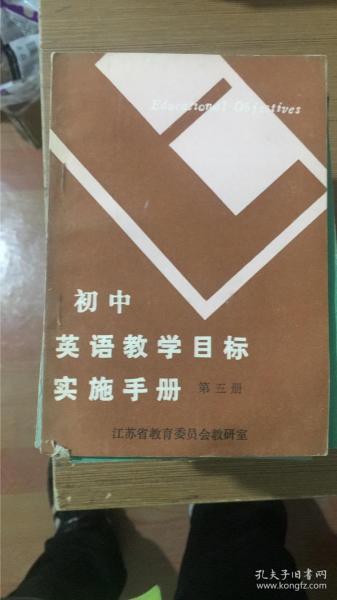 Educational Objectives
初中
英语教学目标
实施手册 第三册
江苏省教育委员会教研室
孔夫子旧书网
www.kongfz.com